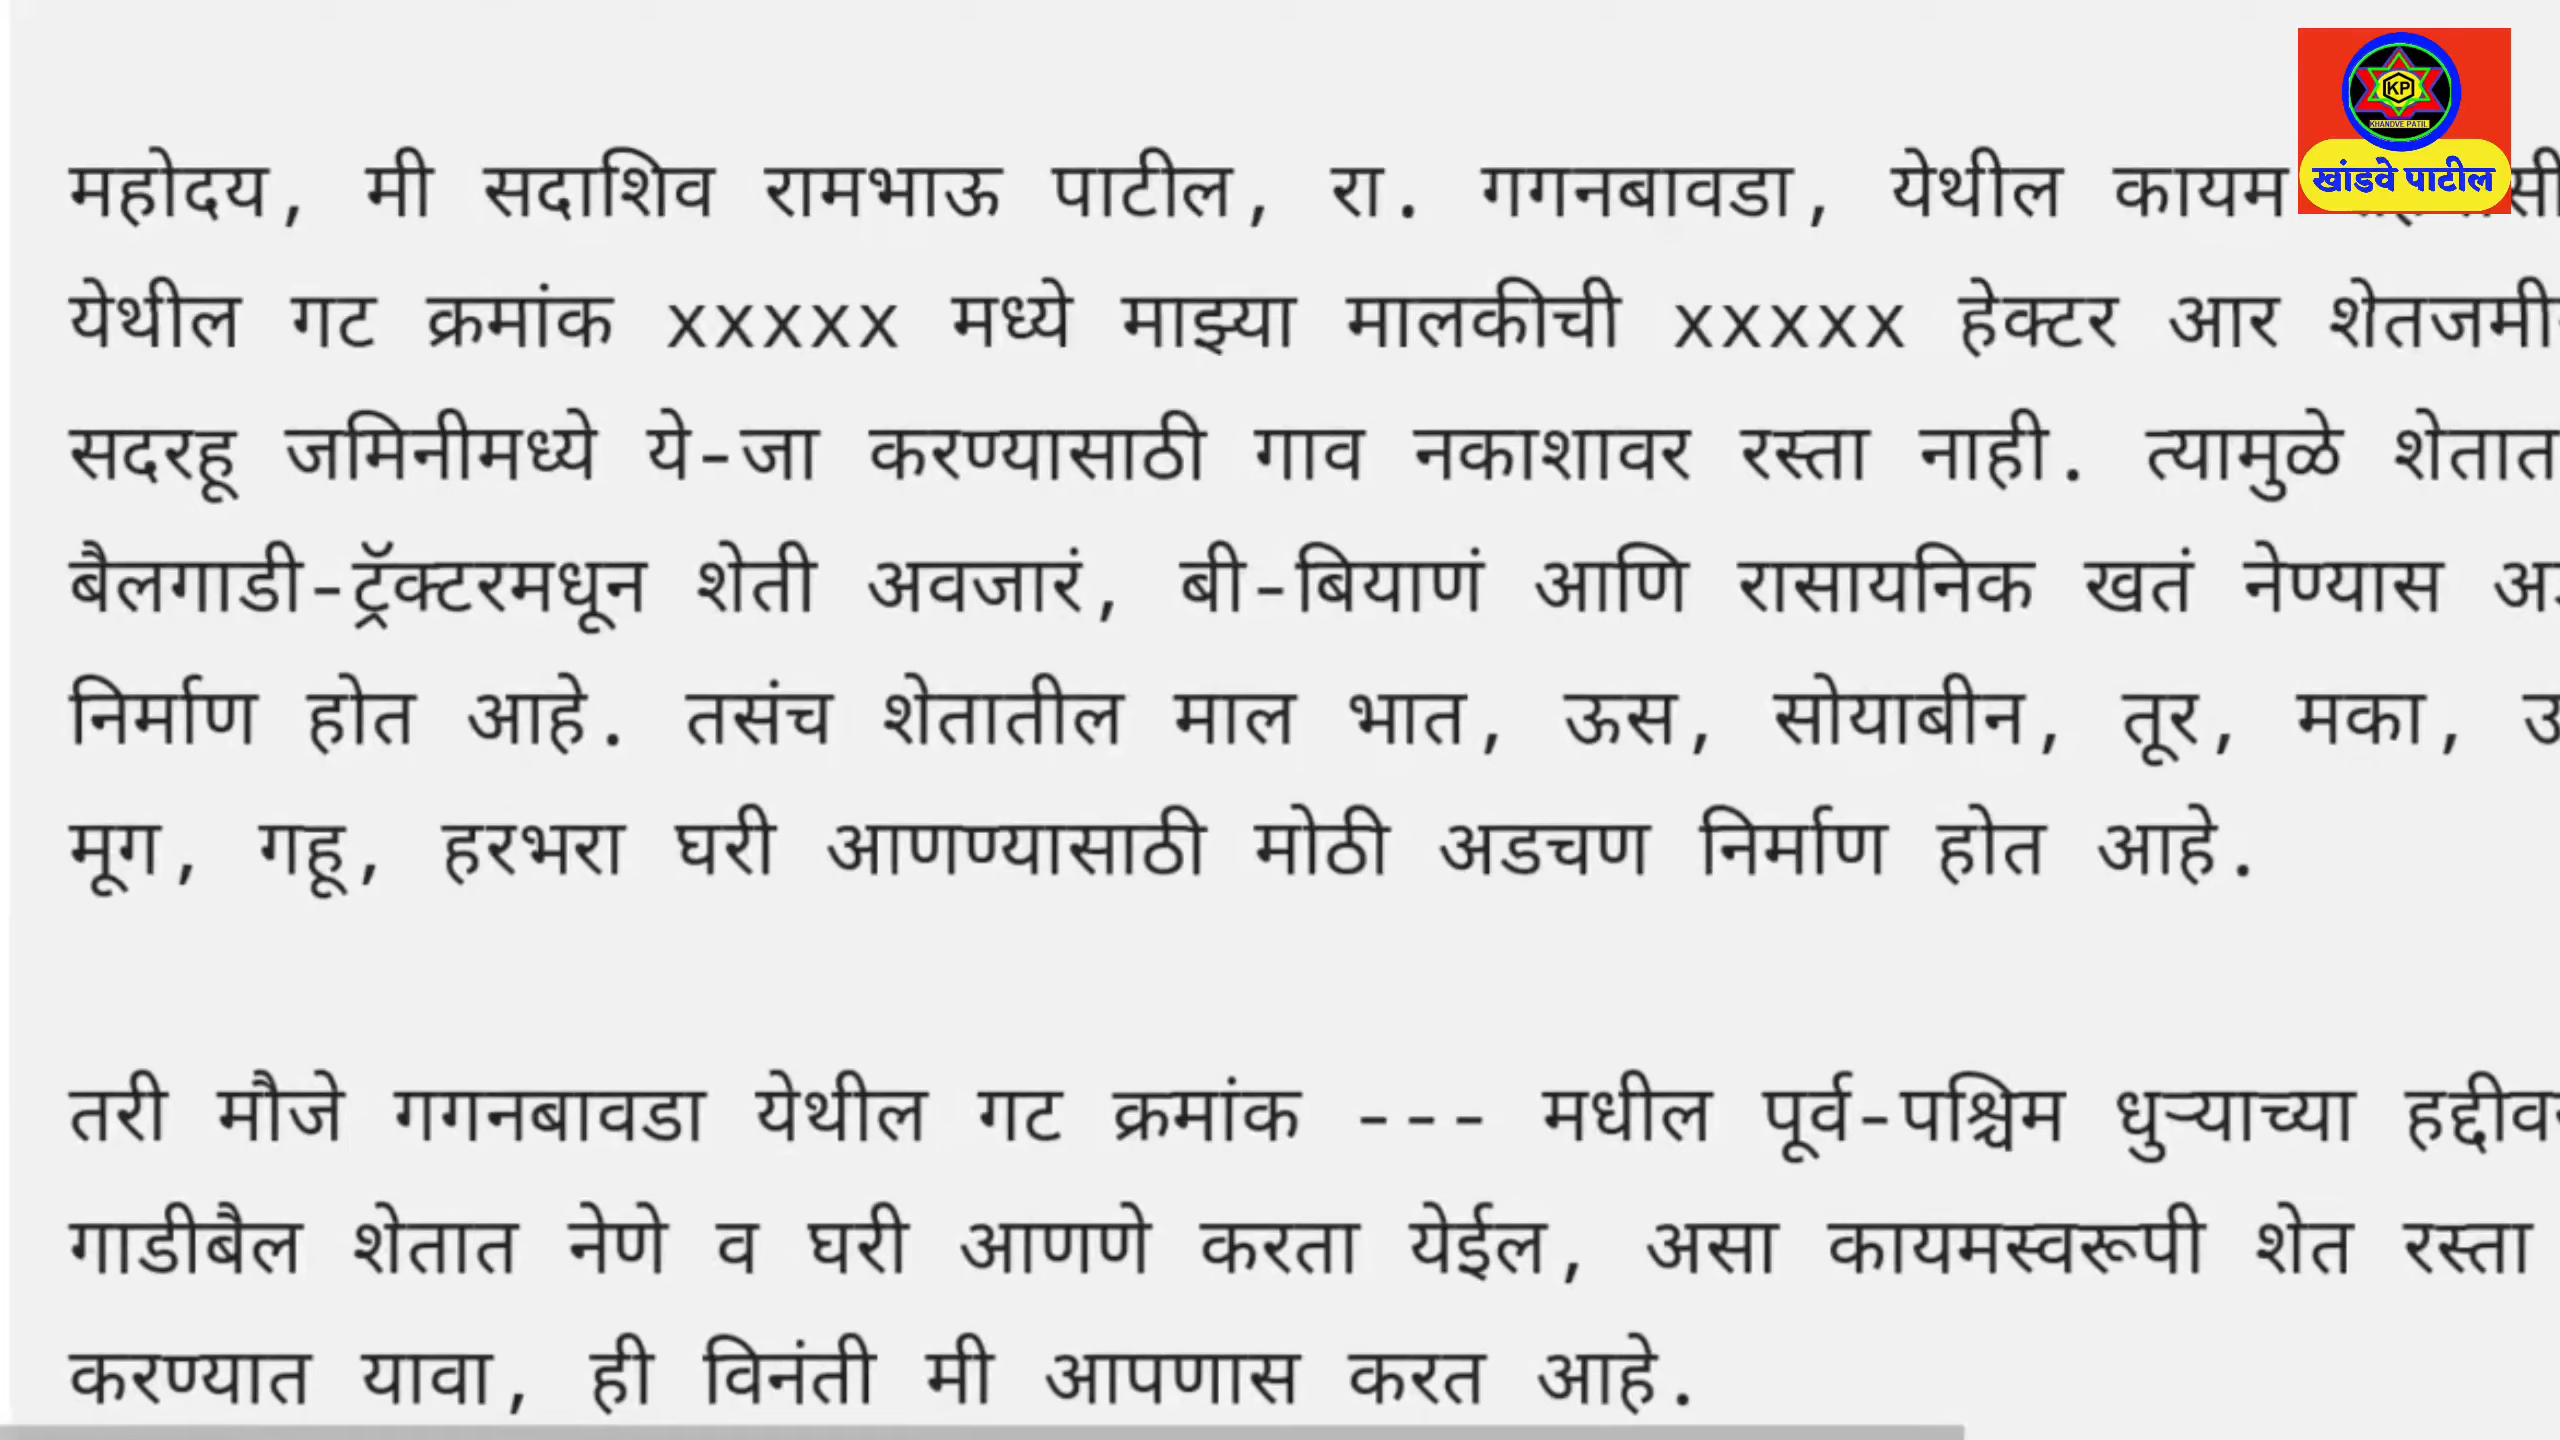 महोदय, मी सदाशिव रामभाऊ पाटील, रा. गगनबावडा, येथील कायम
येथील गट क्रमांक xxxxx मध्ये माझ्या मालकीची xxxxx हेक्टर आर
सदरहू जमिनीमध्ये ये-जा करण्यासाठी गाव नकाशावर रस्ता नाही. त्यामुळे शेतात
बैलगाडी-ट्रॅक्टरमधून शेती अवजारं, बी-बियाणं आणि रासायनिक खतं नेण्यास
निर्माण होत आहे. तसंच शेतातील माल भात, ऊस, सोयाबीन, तूर, मका,
मूग, गहू, हरभरा घरी आणण्यासाठी मोठी अडचण निर्माण होत आहे.
तरी मौजे गगनबावडा येथील गट क्रमांक --- मधील पूर्व-पश्चिम धुऱ्याच्या
गाडीबैल शेतात नेणे व घरी आणणे करता येईल, असा कायमस्वरूपी शेत रस्ता
करण्यात यावा, ही विनंती मी आपणास करत आहे.
KP
KHANDVE PATIL
खांडवे पाटील